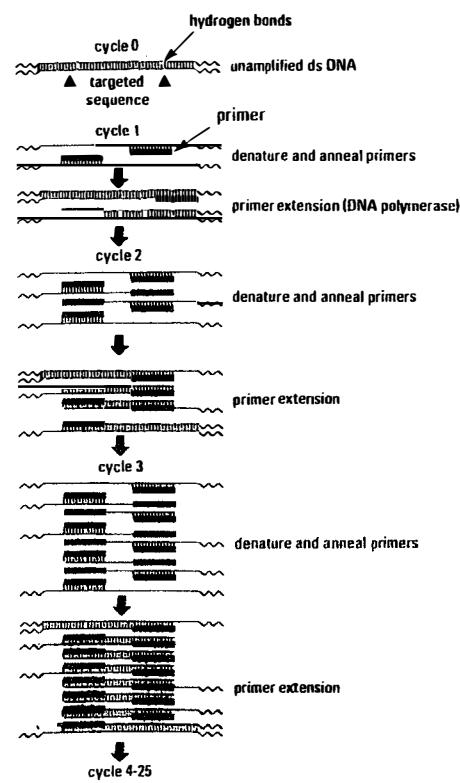 hydrogen bonds
cycle 0
unamplified ds DNA
targeted
sequence
primer
cycle 1
denature and anneal primers
primer extension (DNA polymerase)
cycle 2
denature and anneal primers
primer extension
cycle 3
denature and anneal primers
primer extension
cycle 4-25